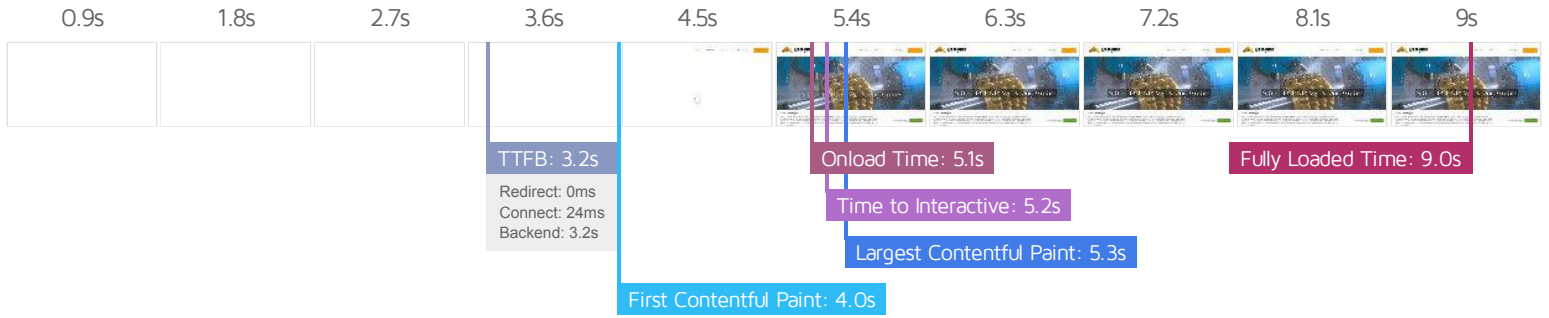 0.9s
1.8s
2.7s
3.6s
4.5s
5.4s
6.3s
7.2s
8.1s
9s
TTFB: 3.2s
Redirect: 0ms
Connect: 24ms
Backend: 3.2s
Onload Time: 5.1s
Fully Loaded Time: 9.0s
Time to Interactive: 5.2s
Largest Contentful Paint: 5.3s
First Contentful Paint: 4.0s